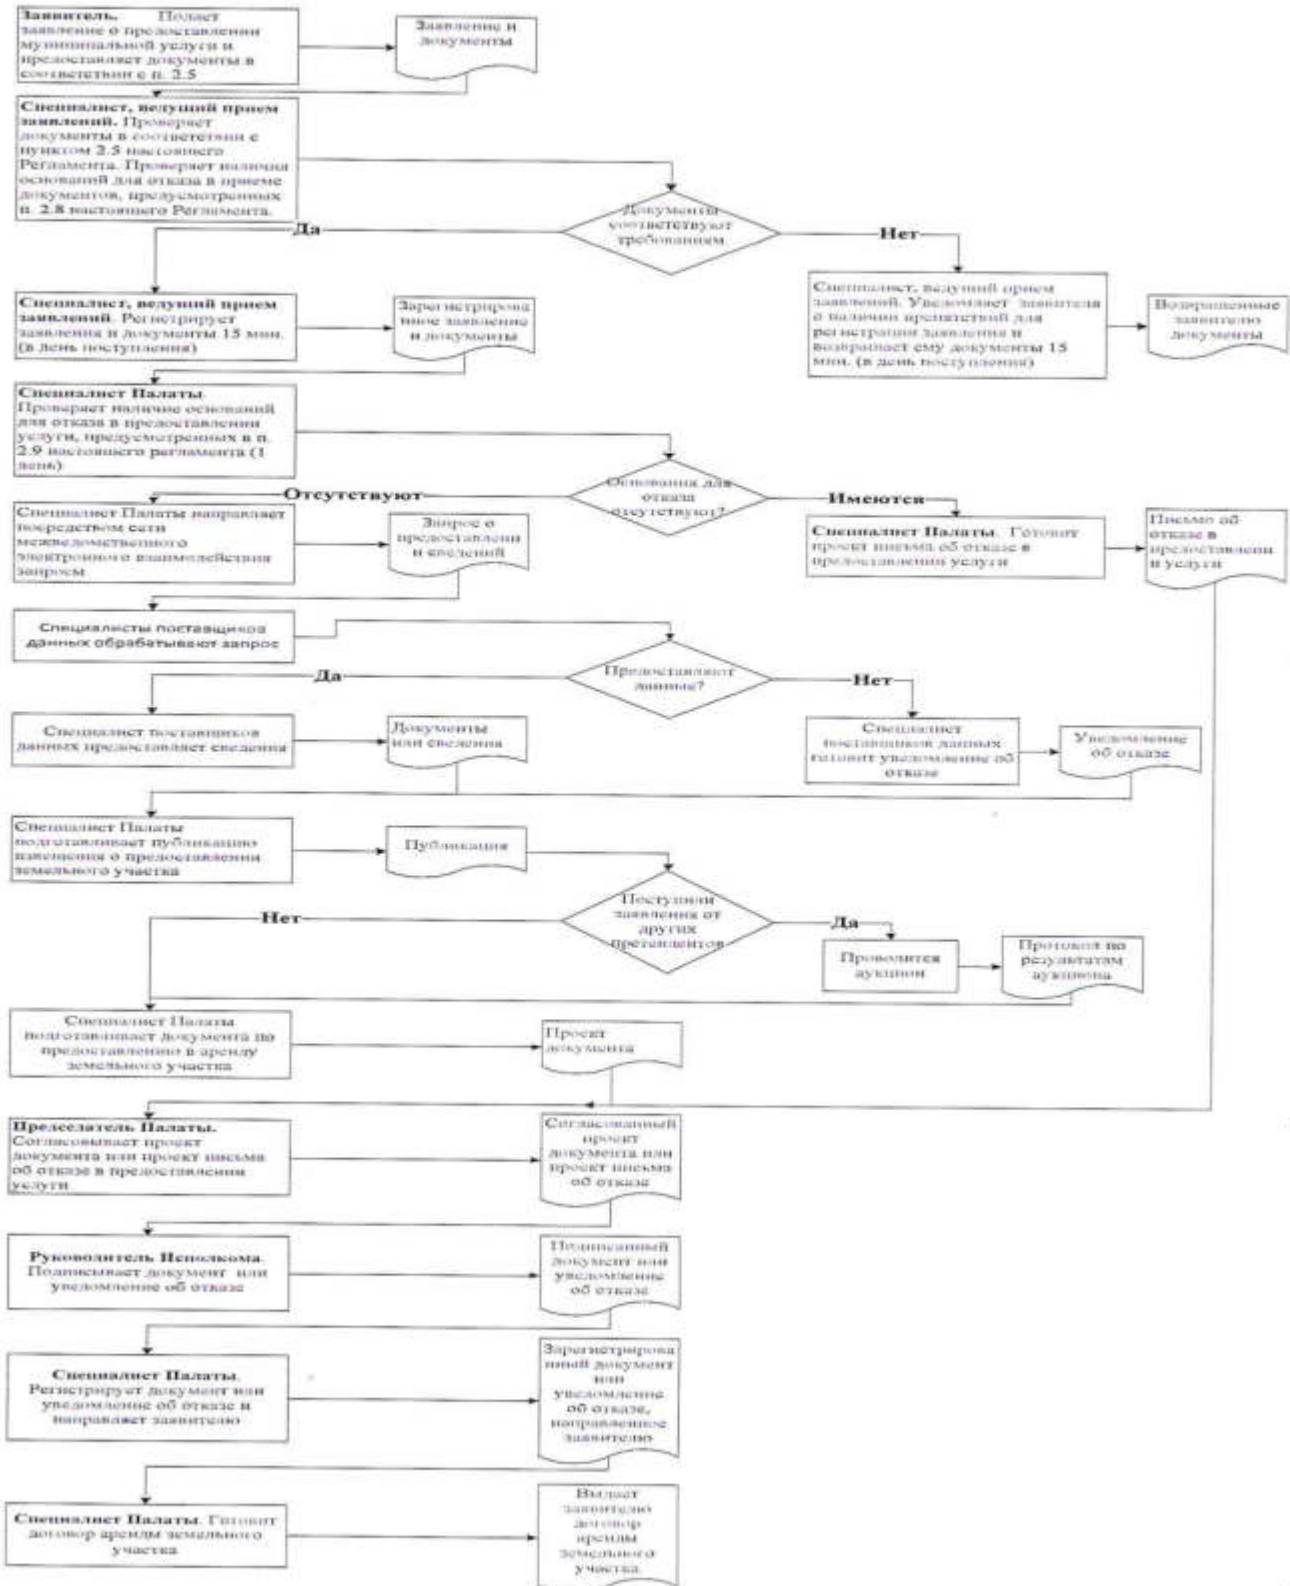 Заявитель. Подает
заявление о предоставлении
муниципальной услуги и
предоставляет документы в
соответствии с п. 2.5
Заявление и
документы
Специалист, ведущий прием
заявлений. Проверяет
документы в соответствии с
пунктом 2.5 настоящего
Регламента. Проверяет наличия
оснований для отказа в приеме
документов, предусмотренных
п. 2.8 настоящего Регламента.
Документы
соответствуют
требованием
Да
Нет
Специалист, ведущий прием
заявлений. Регистрирует
заявления и документы 15 мин.
(в день поступления)
Зарегистрирова
нное заявление
и документы
Специалист, ведущий прием
заявлений. Уведомляет заявителя
о наличии препятствий для
регистрации заявления и
возвращает ему документы 15
мин. (в день поступления)
Возвращенные
заявителю
документы
Специалист Палаты.
Проверяет наличие оснований
для отказа в предоставлении
услуги, предусмотренных в п.
2.9 настоящего регламента (1
день)
Основания для
отказа
отсутствуют?
Отсутствуют
Имеются
Специалист Палаты направляет
посредством сети
межведомственного
электронного взаимодействия
запросы
Запрос о
предоставлени
и сведений
Специалист Палаты. Готовит
проект письма об отказе в
предоставлении услуги
Письмо об
отказе в
предоставлени
и услуги
Специалисты поставщиков
данных обрабатывают запрос
Предоставляют
данные?
Да
Нет
Специалист поставщиков
данных предоставляет сведения
Документы
или сведения
Специалист
поставщиков данных
готовит уведомление об
отказе
Уведомление
об отказе
Специалист Палаты
подготавливает публикацию
извещения о предоставлении
земельного участка
Публикация
Поступили
заявления от
других
претендентов
Нет
Да
Проводится
аукцион
Протокол по
результатам
аукциона
Специалист Палаты
подготавливает документа по
предоставлению в аренду
земельного участка
Проект
документа
Председатель Палаты.
Согласовывает проект
документа или проект письма
об отказе в предоставлении
услуги
Согласованный
проект
документа или
проект письма
об отказе
Руководитель Исполкома.
Подписывает документ или
уведомление об отказе
Подписанный
документ или
уведомление
об отказе
Специалист Палаты.
Регистрирует документ или
уведомление об отказе и
направляет заявителю
Зарегистрирова
нный документ
или
уведомление
об отказе,
направленное
заявителю
Специалист Палаты. Готовит
договор аренды земельного
участка
Выдает
заявителю
договор
аренды
земельного
участка